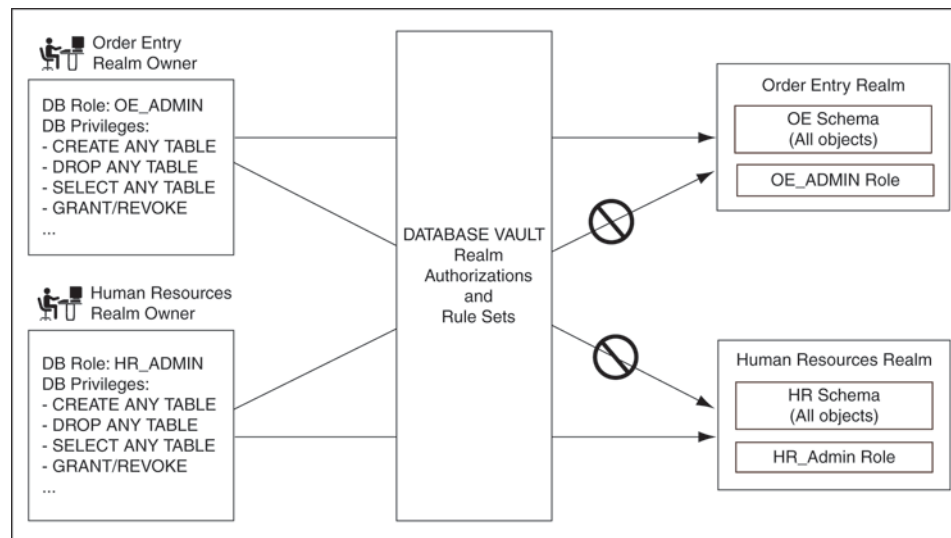 Order Entry
Realm Owner
DB Role: OE_ADMIN
DB Privileges:
- CREATE ANY TABLE
- DROP ANY TABLE
- SELECT ANY TABLE
- GRANT/REVOKE
...
Human Resources
Realm Owner
DB Role: HR_ADMIN
DB Privileges:
- CREATE ANY TABLE
- DROP ANY TABLE
- SELECT ANY TABLE
- GRANT/REVOKE
...
DATABASE VAULT
Realm
Authorizations
and
Rule Sets
Order Entry Realm
OE Schema
(All objects)
OE_ADMIN Role
Human Resources Realm
HR Schema
(All objects)
HR_Admin Role